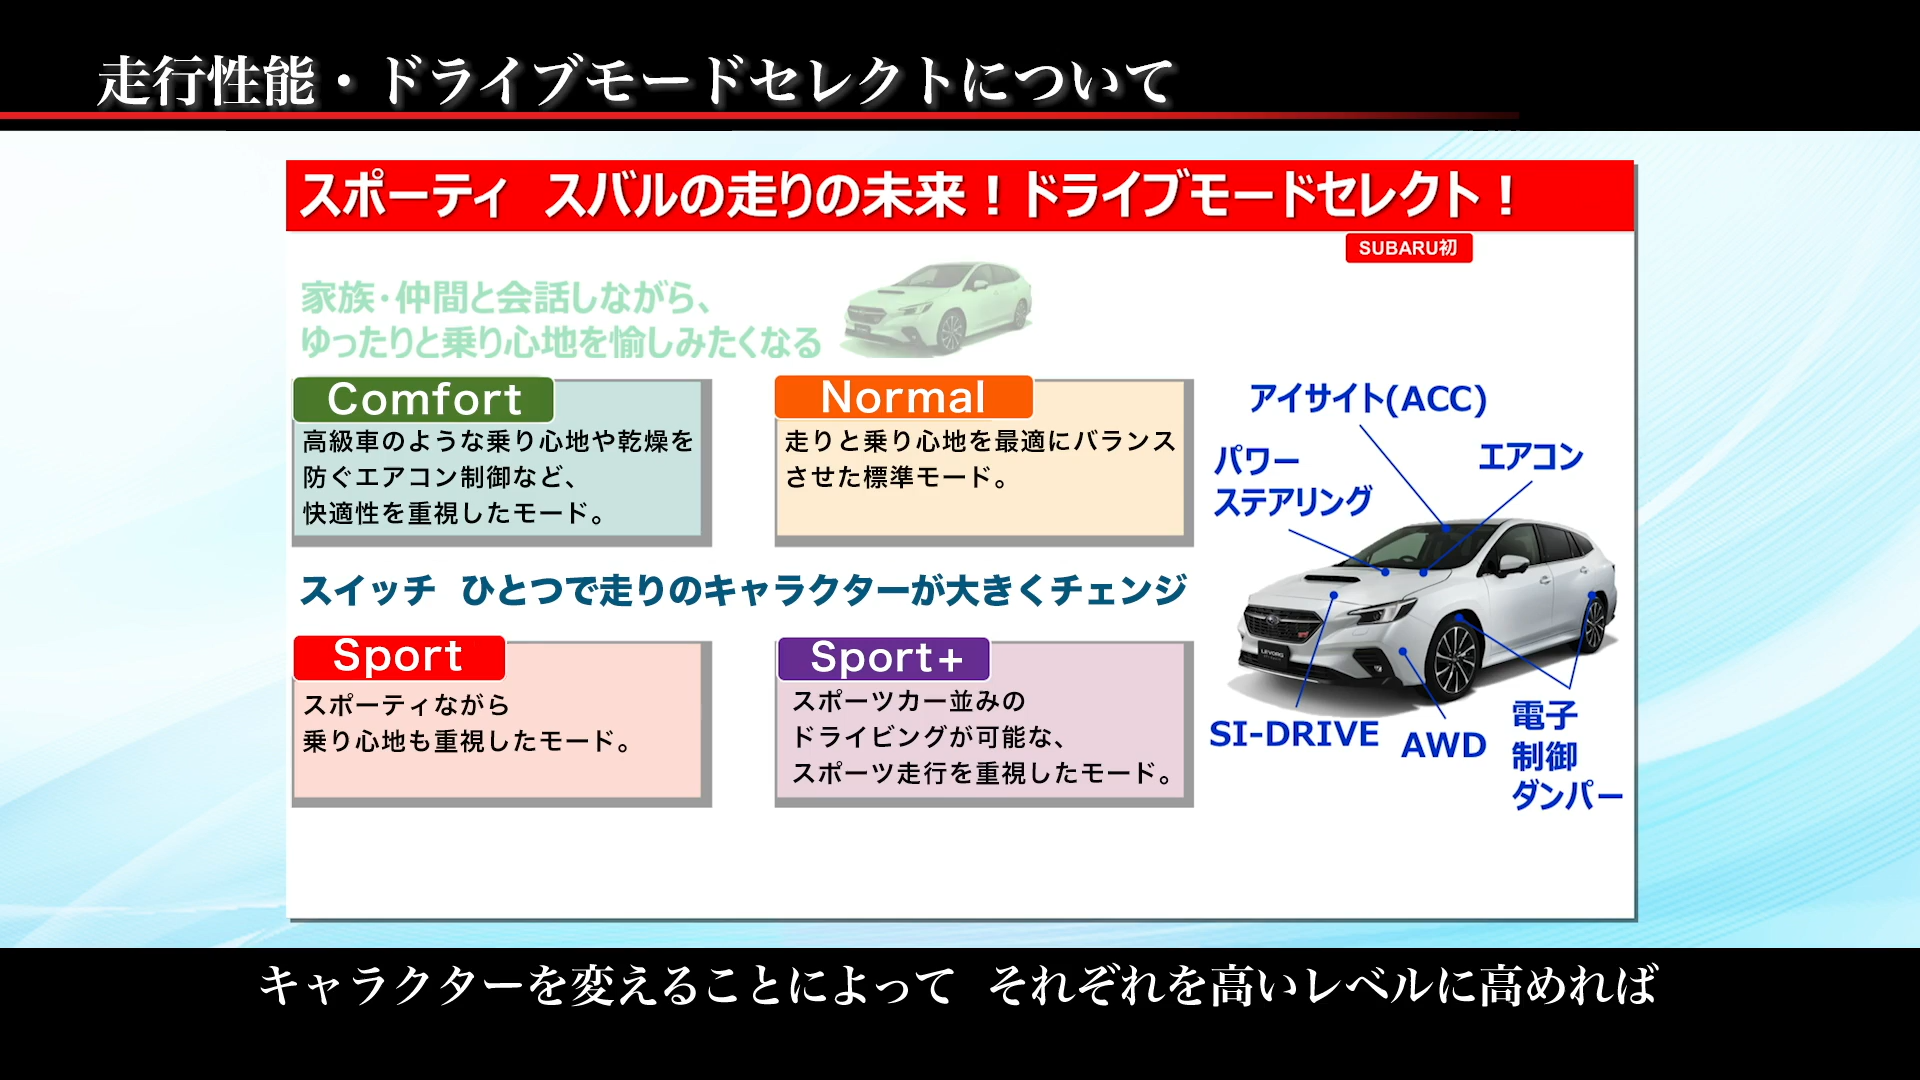 走行性能・ドライブモードセレクトについて
スポーティ スバルの走りの未来！ドライブモードセレクト！
SUBARU初
家族・仲間と会話しながら、
ゆったりと乗り心地を愉しみたくなる
Comfort
高級車のような乗り心地や乾燥を
防ぐエアコン制御など、
快適性を重視したモード。
Normal
走りと乗り心地を最適にバランス
させた標準モード。
スイッチ ひとつで走りのキャラクターが大きくチェンジ
Sport
スポーティながら
乗り心地も重視したモード。
Sport+
スポーツカー並みの
ドライビングが可能な、
スポーツ走行を重視したモード。
アイサイト(ACC)
パワー
ステアリング
エアコン
LEVORG
SI-DRIVE
AWD
電子
制御
ダンパー
キャラクターを変えることによって それぞれを高いレベルに高めれば